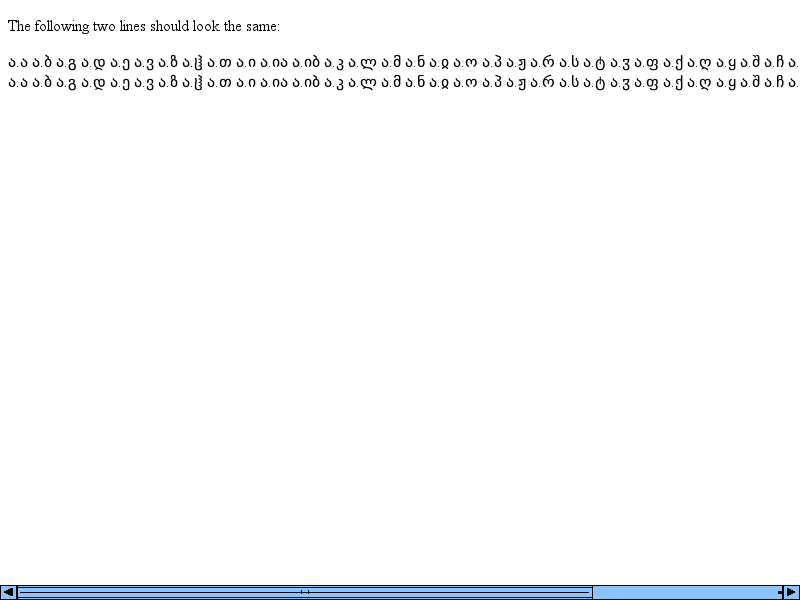 The following two lines should look the same:
ა.ა ა.ბ ა.გ ა.დ ა.ე ა.ვ ა.ზ ა.ჱ ა.თ ა.ი ა.ია ა.იბ ა.კ ა.ლ ა.მ ა.ნ ა.ჲ ა.ო ა.პ ა.ჟ ა.რ ა.ს ა.ტ ა.ჳ ა.ფ ა.ქ ა.ღ ა.ყ ა.შ ა.ჩ ა.
ა.ა ა.ბ ა.გ ა.დ ა.ე ა.ვ ა.ზ ა.ჱ ა.თ ა.ი ა.ია ა.იბ ა.კ ა.ლ ა.მ ა.ნ ა.ჲ ა.ო ა.პ ა.ჟ ა.რ ა.ს ა.ტ ა.ჳ ა.ფ ა.ქ ა.ღ ა.ყ ა.შ ა.ჩ ა.